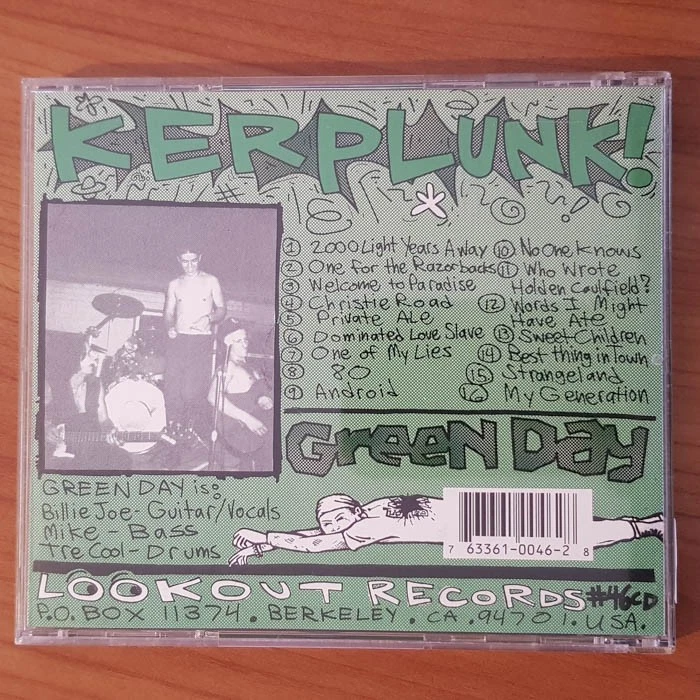 KERPLUNK!
① 2000 Light Years Away
② One for the Razorbacks
③ Welcome to Paradise
④ Christie Road
⑤ Private Ale
⑥ Dominated Love Slave
⑦ One of My Lies
⑧ 80
⑨ Android
⑩ No One Knows
⑪ Who Wrote
Holden Caulfield?
⑫ Words I Might
Have Ate
⑬ Sweet Children
⑭ Best thing in Town
⑮ Strangeland
⑯ My Generation
GREEN DAY
GREEN DAY is:
Billie Joe- Guitar/Vocals
Mike - Bass
Tre Cool - Drums
7 63361-0046-2 8
LOOKOUT RECORDS #46CD
P.O. BOX 11374. BERKELEY. CA. 94701. USA.